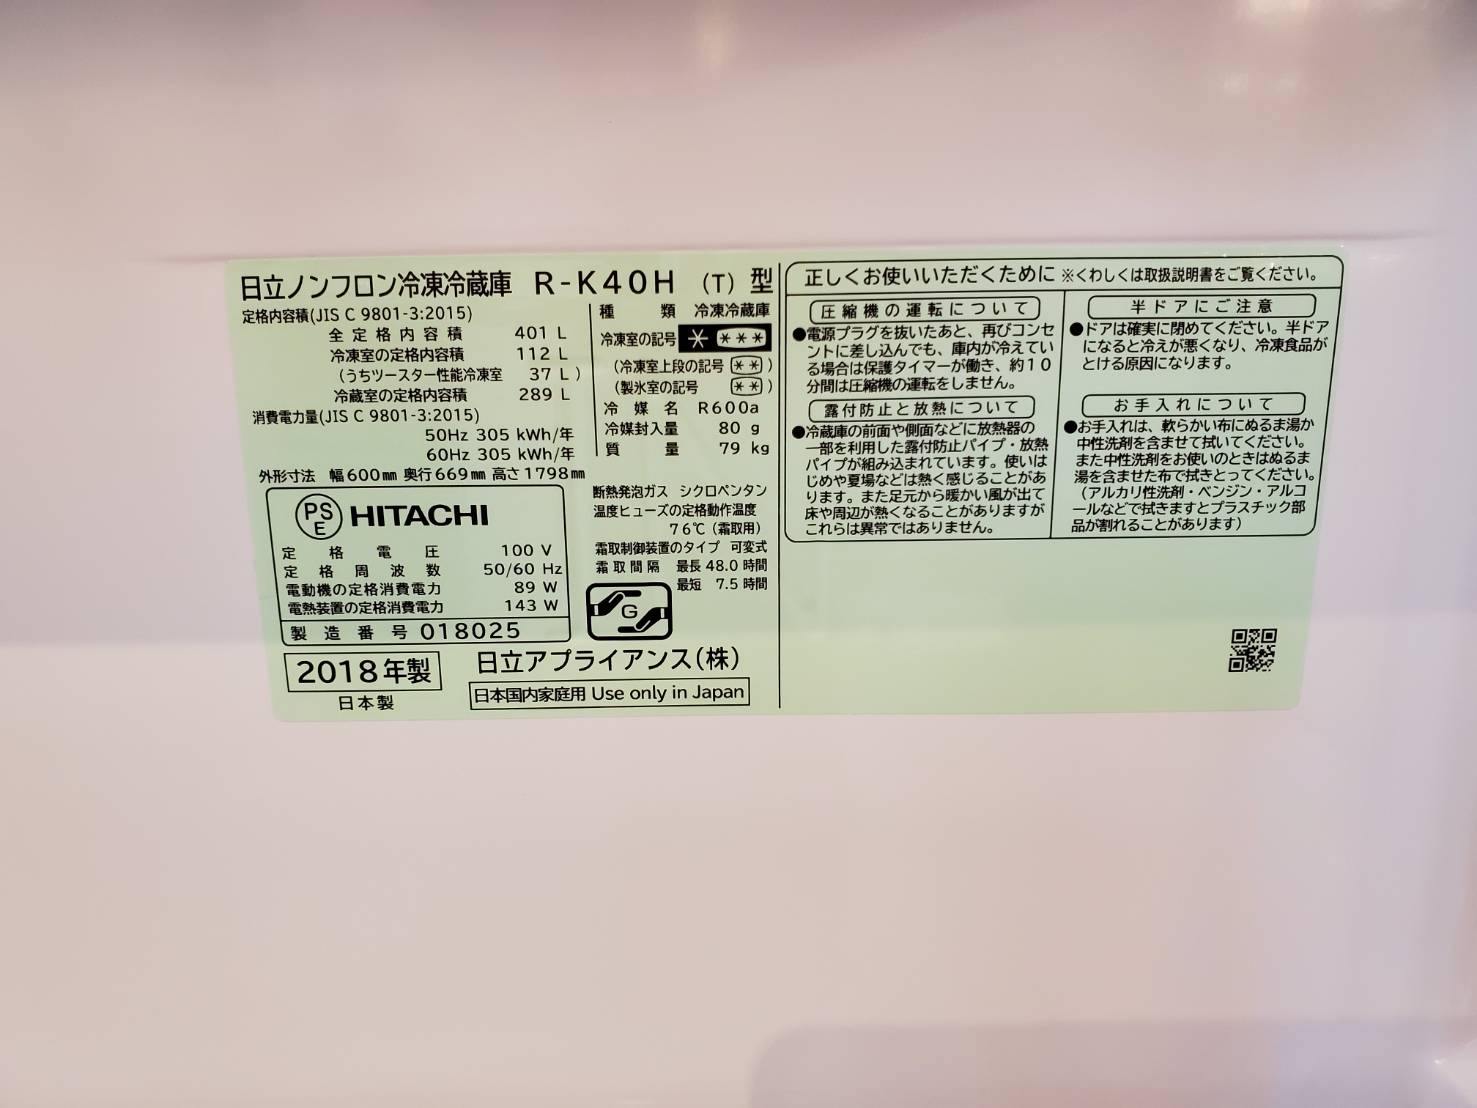 日立ノンフロン冷凍冷蔵庫 R-K40H (T) 型
定格内容積(JIS C 9801-3:2015)
全定格内容積 401 L
冷凍室の定格内容積 112 L
(うちツースター性能冷凍室 37 L)
冷蔵室の定格内容積 289 L
消費電力量(JIS C 9801-3:2015)
50Hz 305 kWh/年
60Hz 305 kWh/年
外形寸法 幅600㎜ 奥行669㎜ 高さ1798㎜
PS
E
HITACHI
定格電圧 100 V
定格周波数 50/60 Hz
電動機の定格消費電力 89 W
電熱装置の定格消費電力 143 W
製造番号 018025
2018年製
日本製
種類 冷凍冷蔵庫
冷凍室の記号 * ***
(冷凍室上段の記号 **)
(製氷室の記号 **)
冷媒名 R600a
冷媒封入量 80 g
質量 79 kg
断熱発泡ガス シクロペンタン
温度ヒューズの定格動作温度
76℃(霜取用)
霜取制御装置のタイプ 可変式
霜取間隔 最長 48.0 時間
最短 7.5 時間
G
日立アプライアンス(株)
日本国内家庭用 Use only in Japan
正しくお使いいただくために ※くわしくは取扱説明書をご覧ください。
圧縮機の運転について
●電源プラグを抜いたあと、再びコンセ
ントに差し込んでも、庫内が冷えてい
る場合は保護タイマーが働き、約10
分間は圧縮機の運転をしません。
露付防止と放熱について
●冷蔵庫の前面や側面などに放熱器の
一部を利用した露付防止パイプ・放熱
パイプが組み込まれています。使いは
じめや夏場などは熱く感じることがあ
ります。また足元から暖かい風が出て
床や周辺が熱くなることがありますが
これらは異常ではありません。
半ドアにご注意
●ドアは確実に閉めてください。半ドア
になると冷えが悪くなり、冷凍食品が
とける原因になります。
お手入れについて
●お手入れは、軟らかい布にぬるま湯か
中性洗剤を含ませて拭いてください。
また中性洗剤をお使いのときはぬるま
湯を含ませた布で拭きとってください。
(アルカリ性洗剤・ベンジン・アルコ
ールなどで拭きますとプラスチック部
品が割れることがあります)